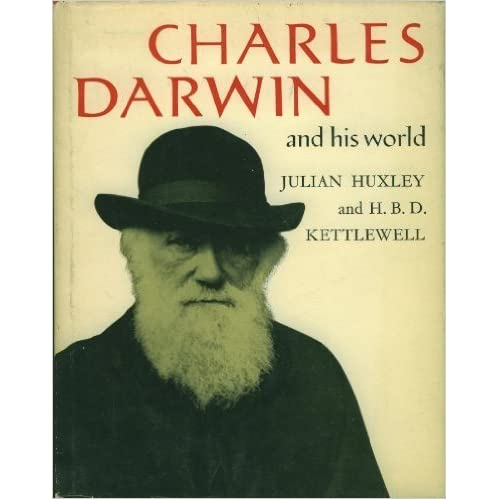 CHARLES
DARWIN
and his world
JULIAN HUXLEY
and H. B. D.
KETTLEWELL